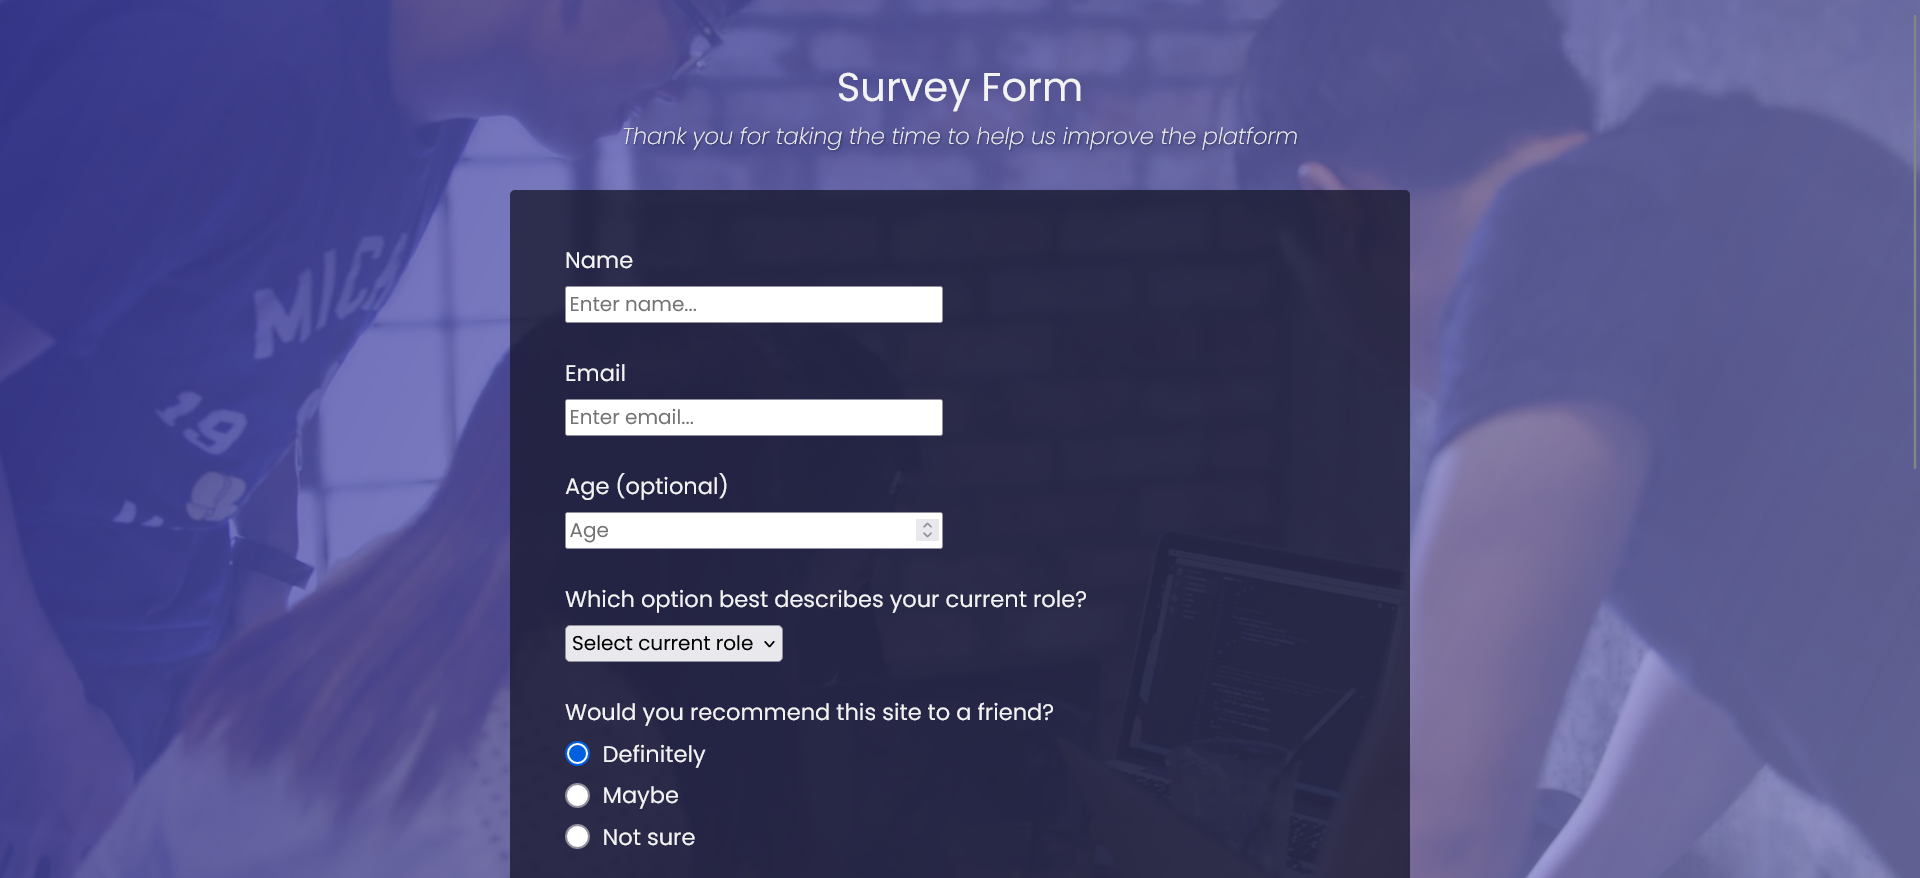 Survey Form
Thank you for taking the time to help us improve the platform
Name
Enter name...
Email
Enter email...
Age (optional)
Age
Which option best describes your current role?
Select current role
Would you recommend this site to a friend?
Definitely
Maybe
Not sure
19